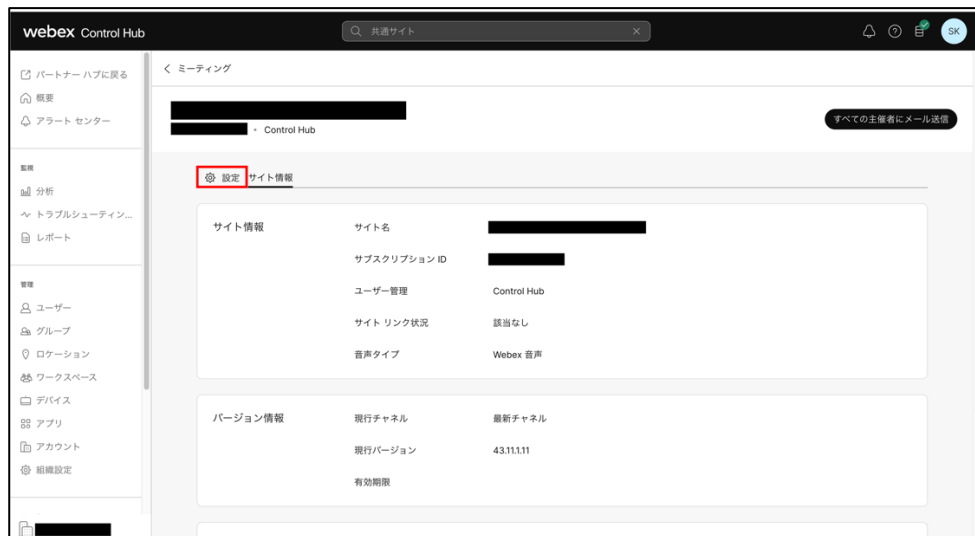 webex Control Hub
共通サイト
SK
パートナー ハブに戻る
概要
アラート センター
監視
分析
トラブルシューティン...
レポート
管理
ユーザー
グループ
ロケーション
ワークスペース
デバイス
アプリ
アカウント
組織設定
ミーティング
• Control Hub
すべての主催者にメール送信
設定 サイト情報
サイト情報
サイト名
サブスクリプション ID
ユーザー管理 Control Hub
サイト リンク状況 該当なし
音声タイプ Webex 音声
バージョン情報
現行チャネル 最新チャネル
現行バージョン 43.11.1.11
有効期限